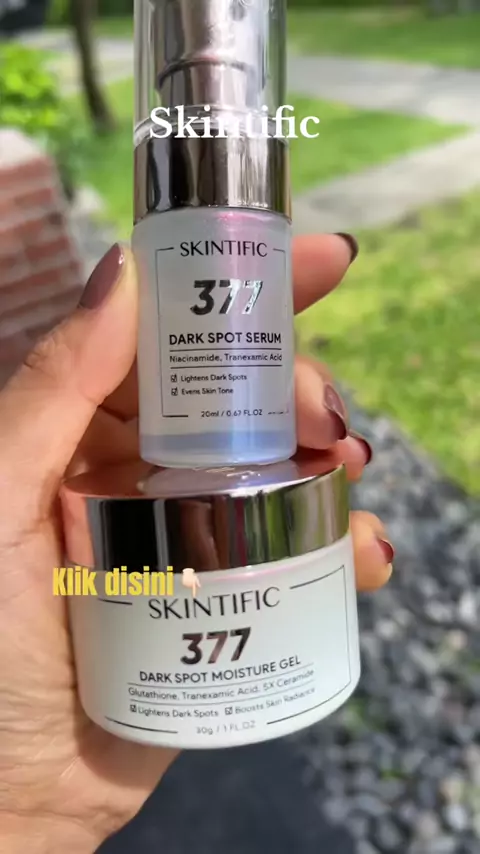 Skintific
SKINTIFIC
377
DARK SPOT SERUM
Niacinamide, Tranexamic Acid
☑ Lightens Dark Spots
☑ Evens Skin Tone
20ml / 0.67 FL.OZ
Klik disini 👇🏻
SKINTIFIC
377
DARK SPOT MOISTURE GEL
Glutathione, Tranexamic Acid, 5X Ceramide
☑ Lightens Dark Spots ☑ Boosts Skin Radiance
30g / 1 FL.OZ